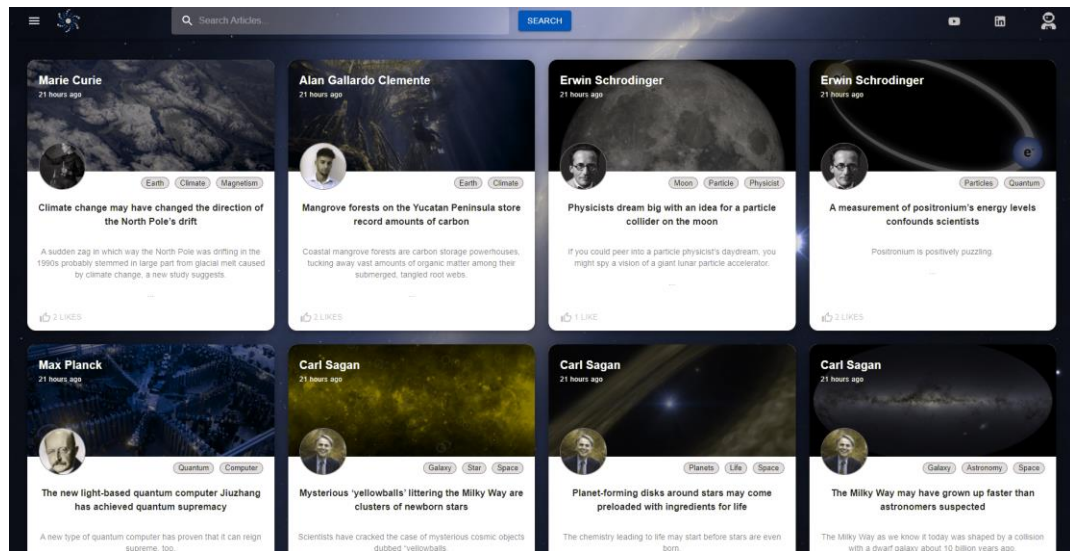 Search Articles...
SEARCH
Marie Curie
21 hours ago
Earth
Climate
Magnetism
Climate change may have changed the direction of
the North Pole's drift
A sudden zag in which way the North Pole was drifting in the
1990s probably stemmed in large part from glacial melt caused
by climate change, a new study suggests.
...
2 LIKES
Alan Gallardo Clemente
21 hours ago
Earth
Climate
Mangrove forests on the Yucatan Peninsula store
record amounts of carbon
Coastal mangrove forests are carbon storage powerhouses,
tucking away vast amounts of organic matter among their
submerged, tangled root webs.
...
2 LIKES
Erwin Schrodinger
21 hours ago
Moon
Particle
Physicist
Physicists dream big with an idea for a particle
collider on the moon
If you could peer into a particle physicist's daydream, you
might spy a vision of a giant lunar particle accelerator.
...
1 LIKE
Erwin Schrodinger
21 hours ago
e⁻
Particles
Quantum
A measurement of positronium's energy levels
confounds scientists
Positronium is positively puzzling.
...
2 LIKES
Max Planck
21 hours ago
Quantum
Computer
The new light-based quantum computer Jiuzhang
has achieved quantum supremacy
A new type of quantum computer has proven that it can reign
supreme, too.
Carl Sagan
21 hours ago
Galaxy
Star
Space
Mysterious 'yellowballs' littering the Milky Way are
clusters of newborn stars
Scientists have cracked the case of mysterious cosmic objects
dubbed "yellowballs
Carl Sagan
21 hours ago
Planets
Life
Space
Planet-forming disks around stars may come
preloaded with ingredients for life
The chemistry leading to life may start before stars are even
born
Carl Sagan
21 hours ago
Galaxy
Astronomy
Space
The Milky Way may have grown up faster than
astronomers suspected
The Milky Way as we know it today was shaped by a collision
with a dwarf galaxy about 10 billion years ago.